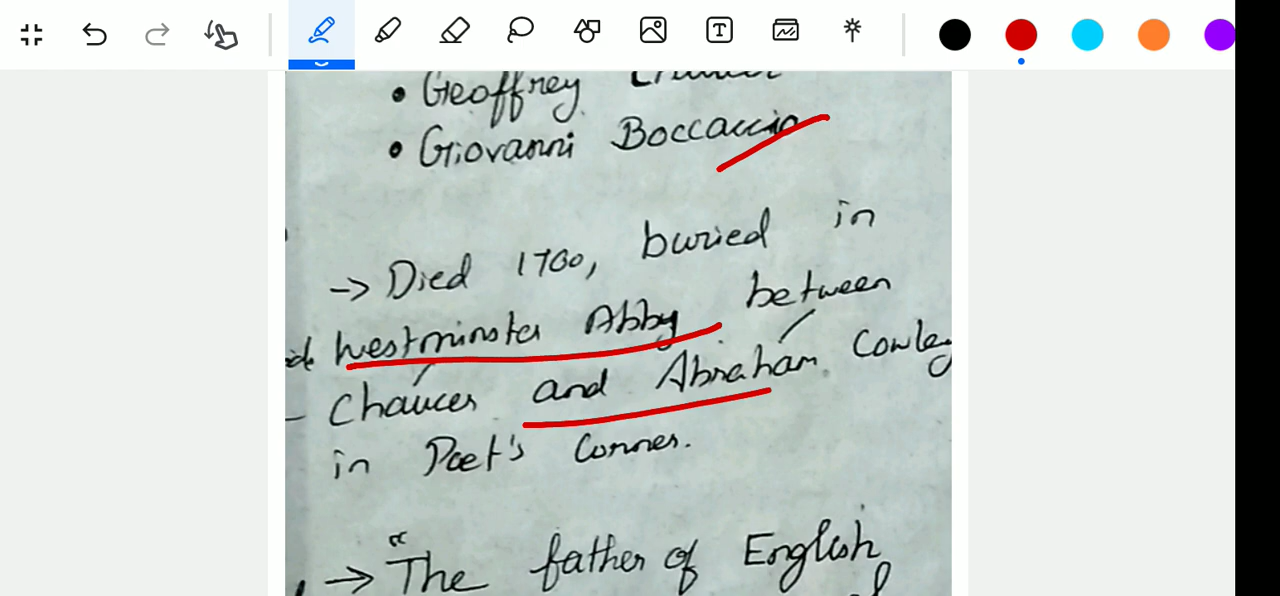 • Geoffrey
• Giovanni Boccaccio
-> Died 1700, buried in
Westminster Abby between
Chaucer and Abraham Cowley
in Poet's Corner.
-> "The father of English